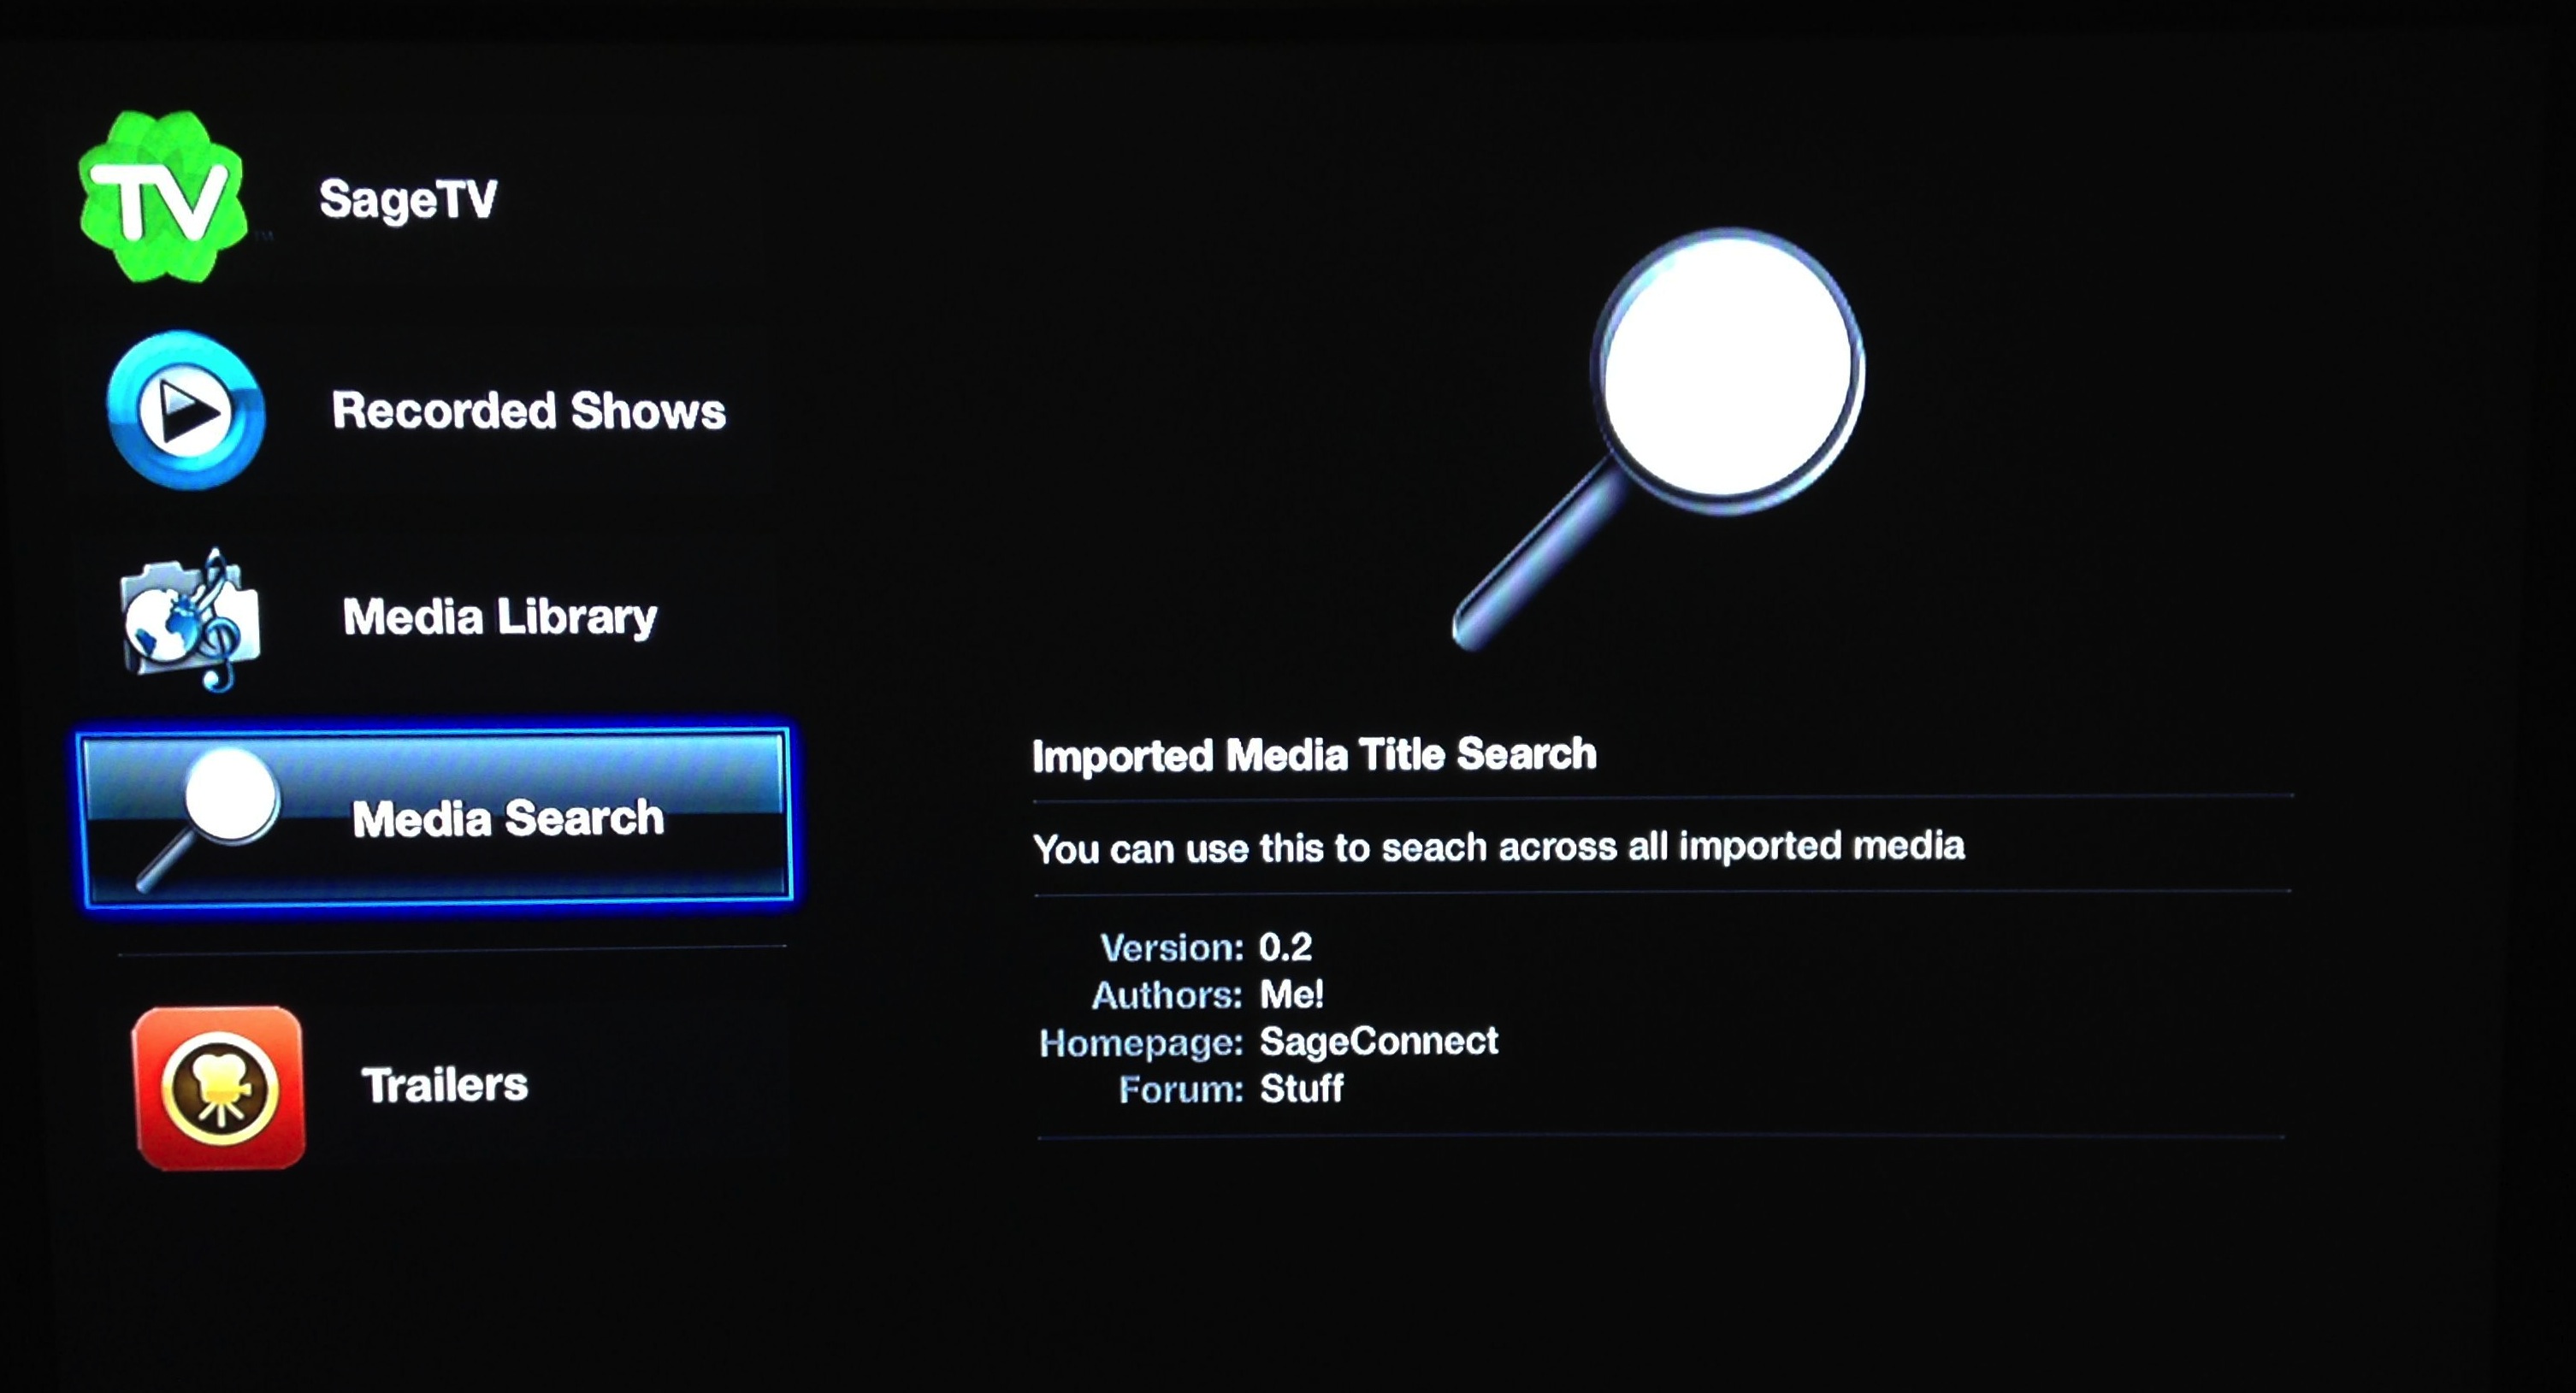 TV
TM
SageTV
Recorded Shows
Media Library
Media Search
Trailers
Imported Media Title Search
You can use this to seach across all imported media
Version: 0.2
Authors: Me!
Homepage: SageConnect
Forum: Stuff